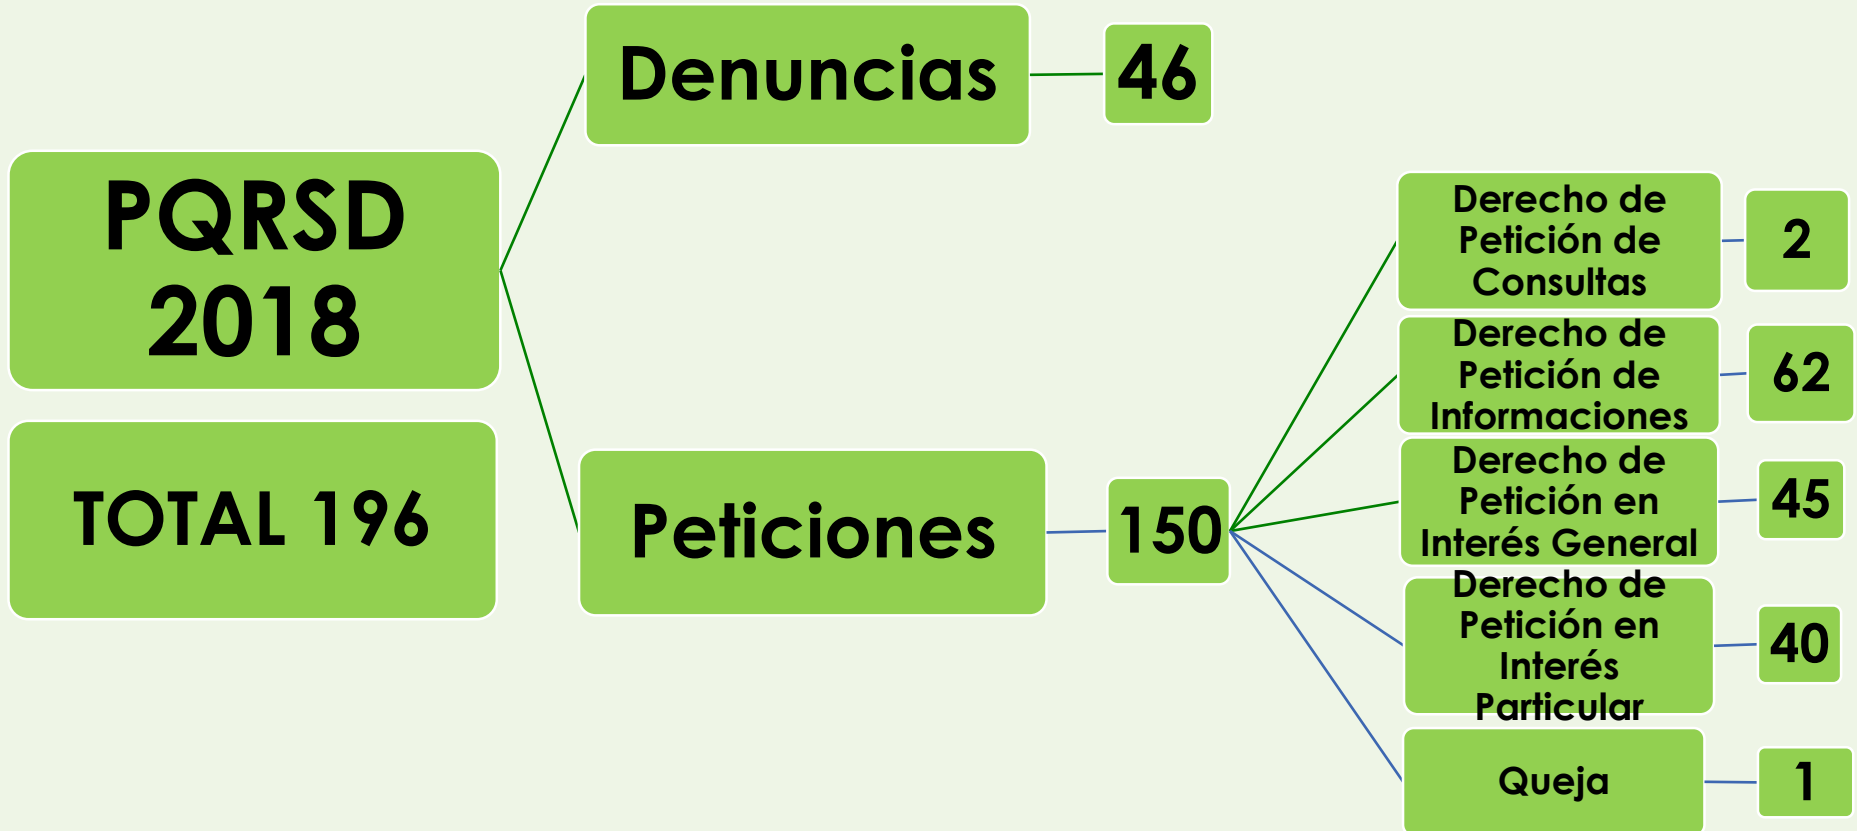 PQRSD
2018
TOTAL 196
Denuncias
46
Peticiones
150
Derecho de
Petición de
Consultas
2
Derecho de
Petición de
Informaciones
62
Derecho de
Petición en
Interés General
45
Derecho de
Petición en
Interés
Particular
40
Queja
1